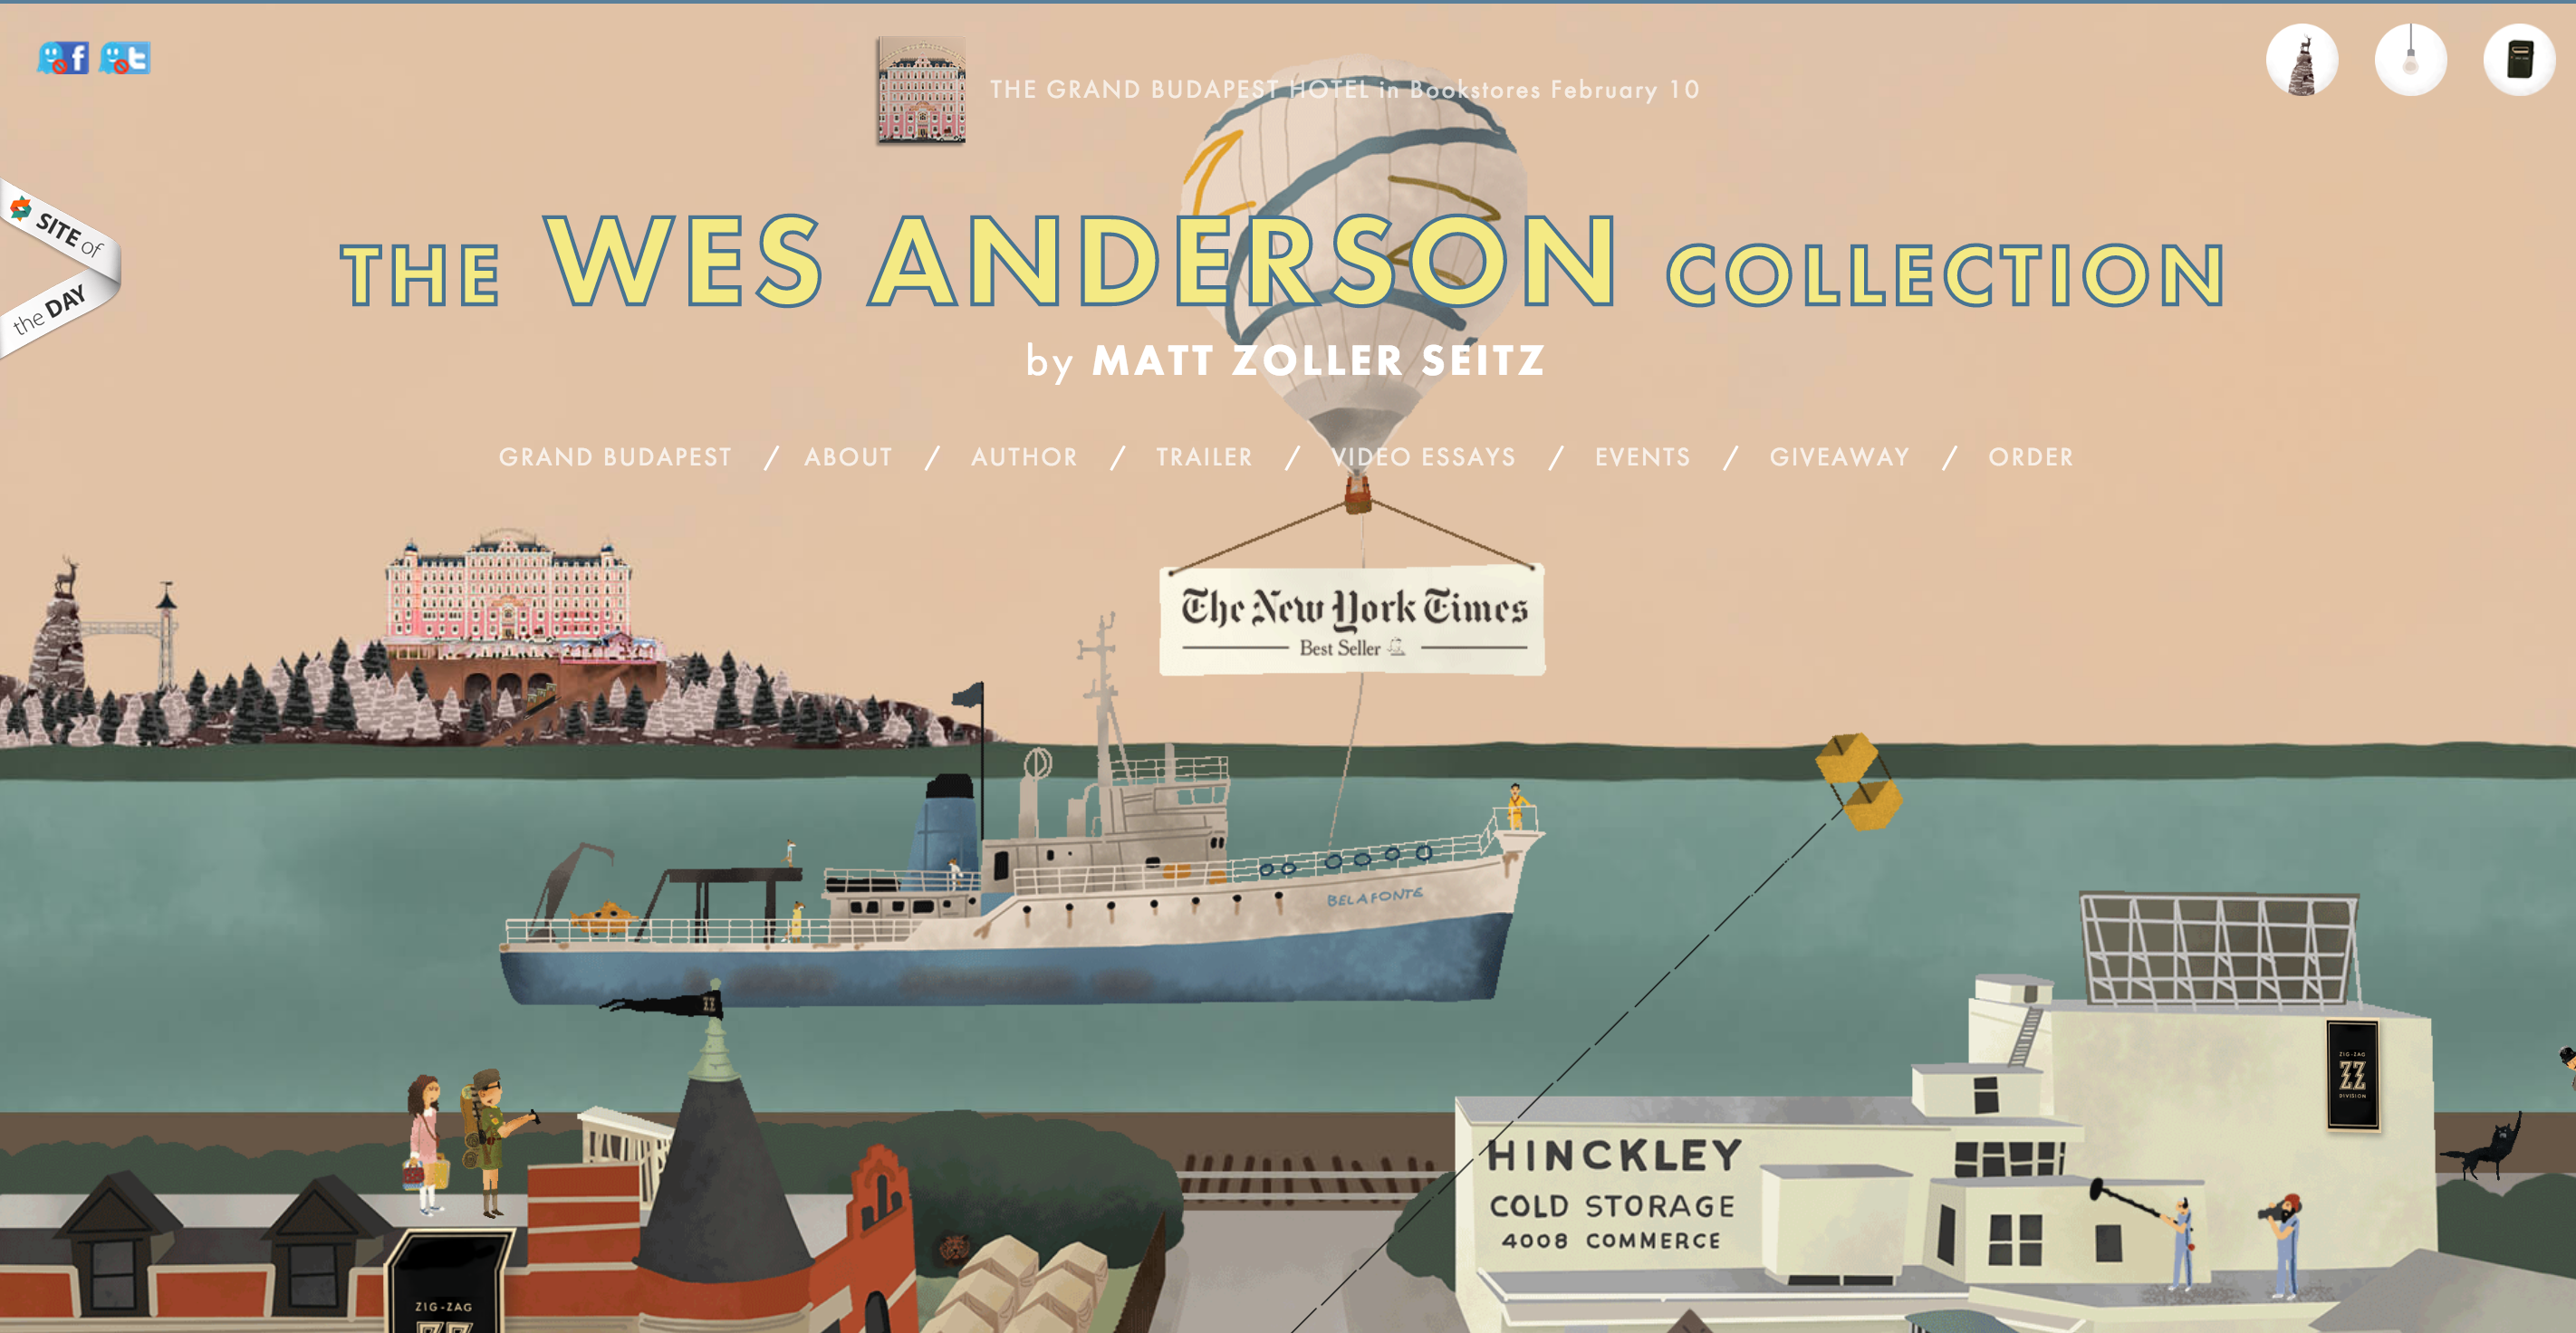 THE GRAND BUDAPEST HOTEL in Bookstores February 10
SITE of
the DAY
THE WES ANDERSON COLLECTION
by MATT ZOLLER SEITZ
GRAND BUDAPEST / ABOUT / AUTHOR / TRAILER / VIDEO ESSAYS / EVENTS / GIVEAWAY / ORDER
The New York Times
Best Seller
BELAFONTE
ZZ
ZIG-ZAG
ZZ
DIVISION
HINCKLEY
COLD STORAGE
4008 COMMERCE
ZIG-ZAG
ZZ